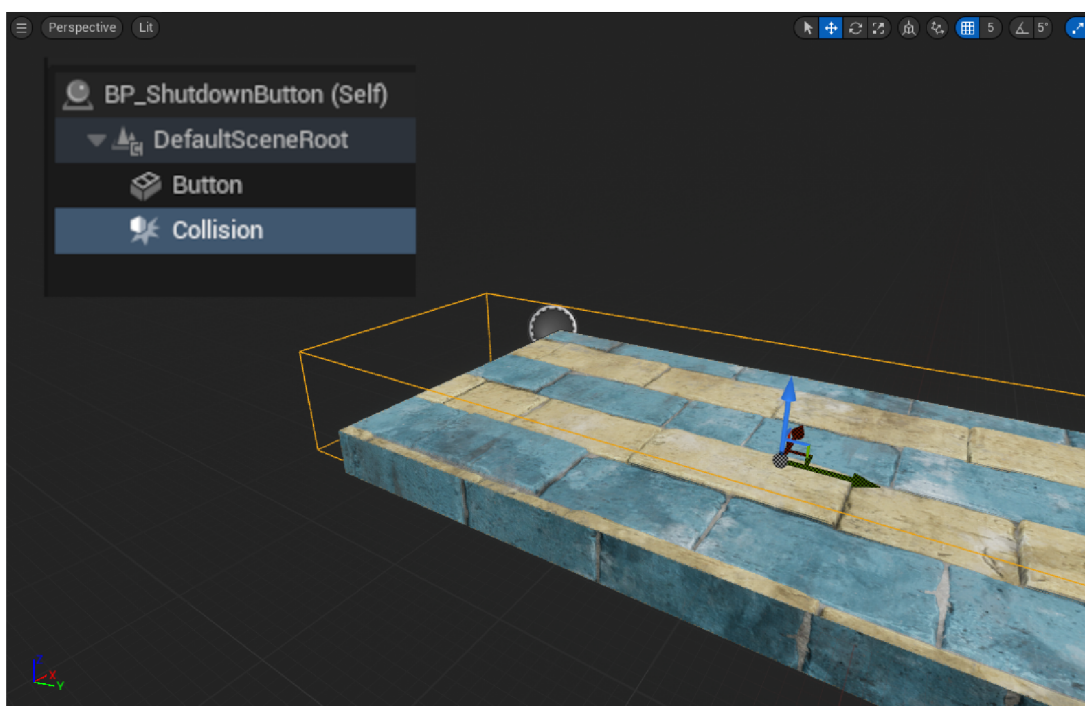 Perspective Lit 5 5°
BP_ShutdownButton (Self)
DefaultSceneRoot
Button
Collision
Z
X
Y